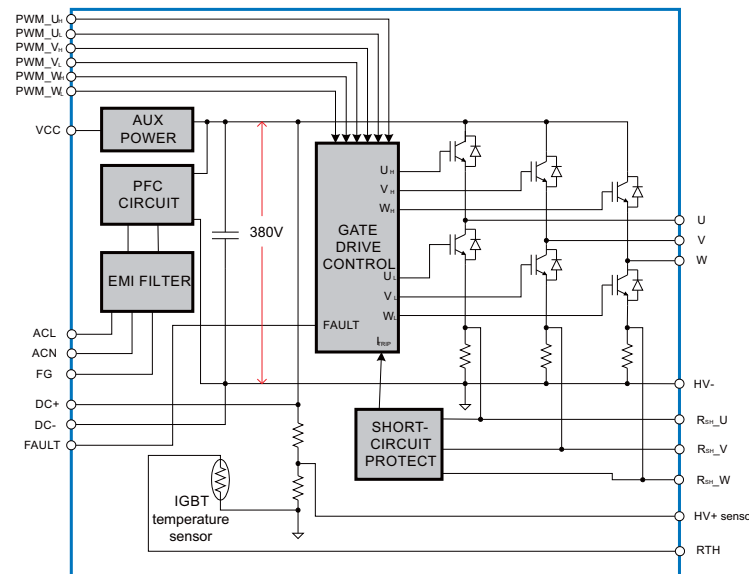 PWM_UH
PWM_UL
PWM_VH
PWM_VL
PWM_WH
PWM_WL
VCC
AUX
POWER
PFC
CIRCUIT
EMI FILTER
380V
GATE
DRIVE
CONTROL
UH
VH
WH
UL
VL
WL
FAULT
ITRIP
U
V
W
ACL
ACN
FG
DC+
DC-
FAULT
SHORT-
CIRCUIT
PROTECT
HV-
RSH_U
RSH_V
RSH_W
HV+ senso
RTH
IGBT
temperature
sensor